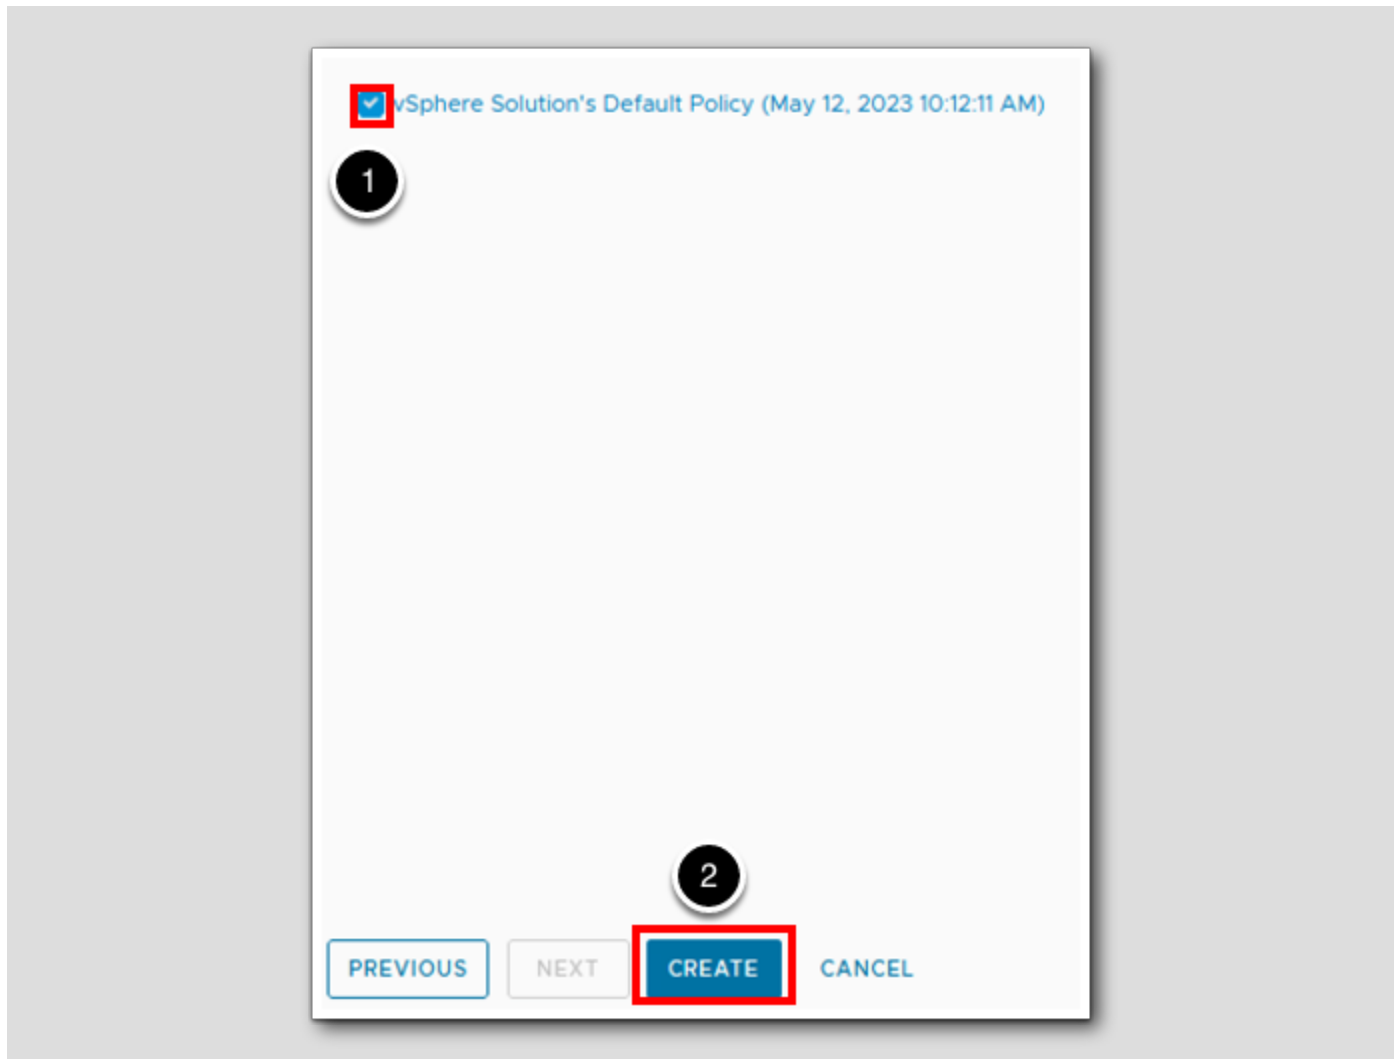 vSphere Solution's Default Policy (May 12, 2023 10:12:11 AM)
1
2
PREVIOUS NEXT CREATE CANCEL